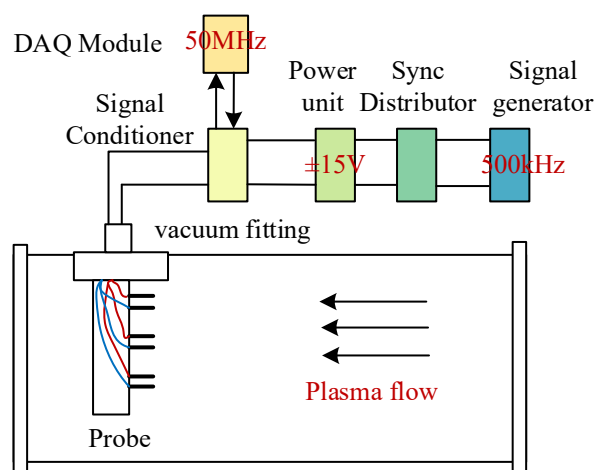 DAQ Module
50MHz
Signal
Conditioner
Power
unit
Sync
Distributor
Signal
generator
±15V
500kHz
vacuum fitting
Plasma flow
Probe